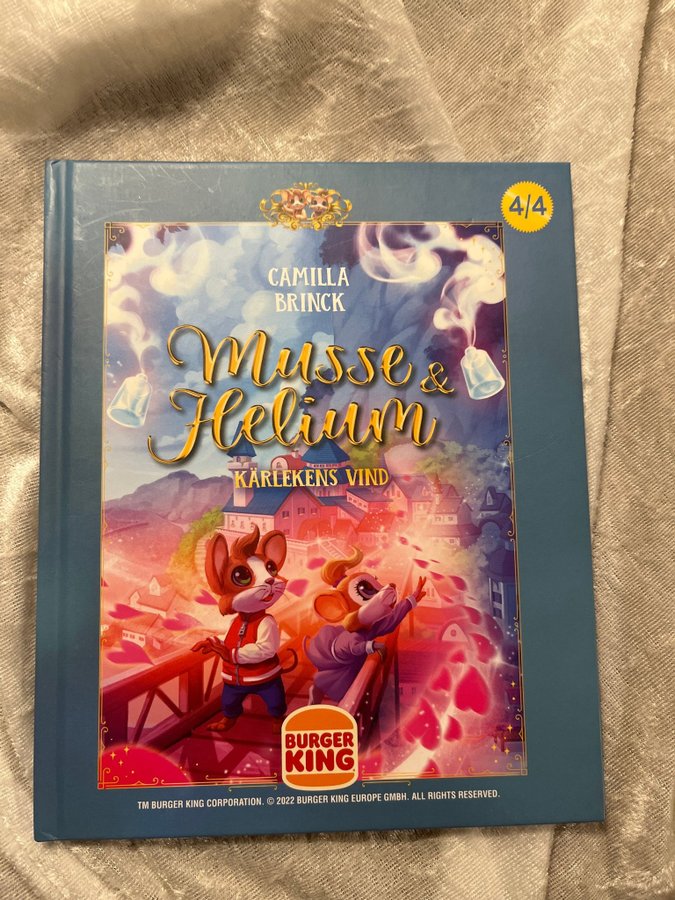 4/4
CAMILLA
BRINCK
Musse &
Helium
KÄRLEKENS VIND
BURGER
KING
TM BURGER KING CORPORATION. © 2022 BURGER KING EUROPE GMBH. ALL RIGHTS RESERVED.